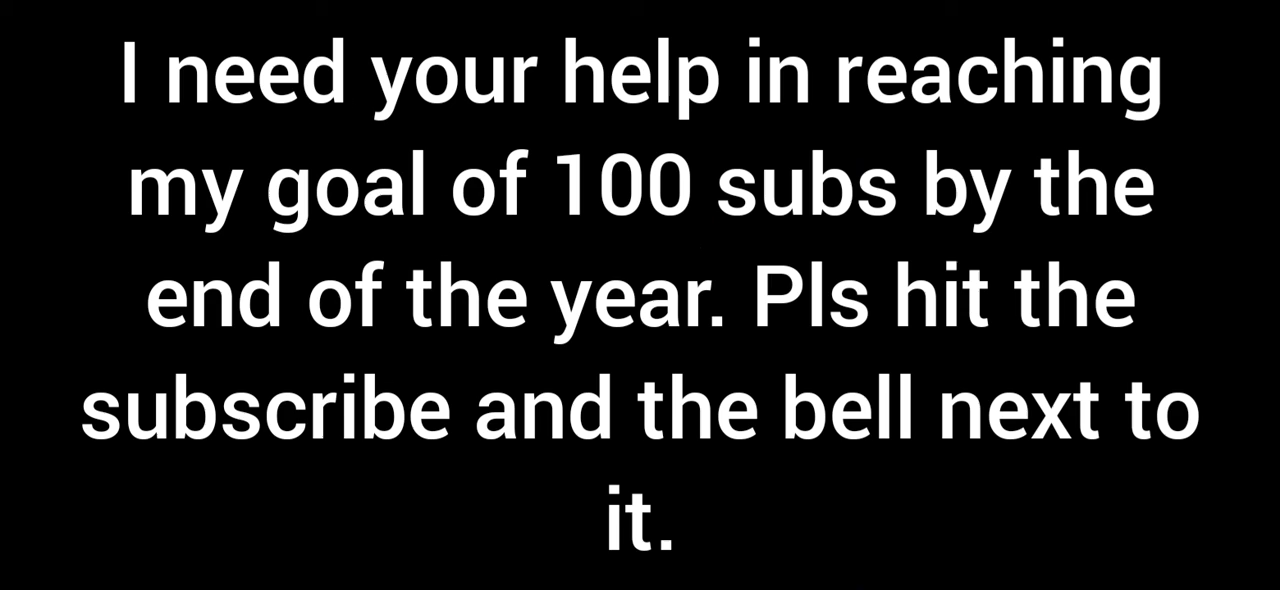 I need your help in reaching
my goal of 100 subs by the
end of the year. Pls hit the
subscribe and the bell next to
it.